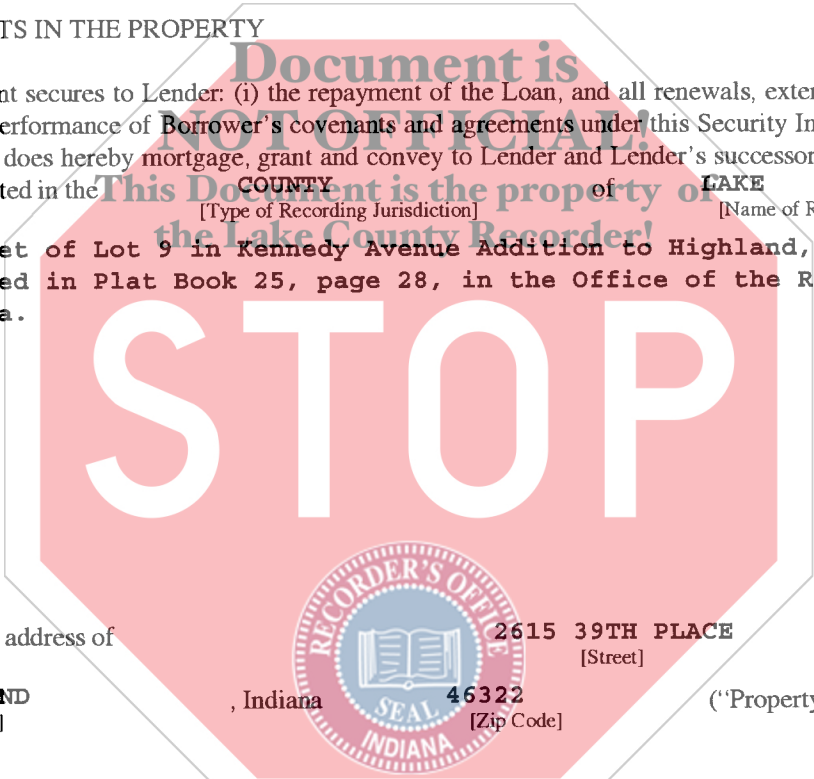 TS IN THE PROPERTY
Document is
nt secures to Lender: (i) the repayment of the Loan, and all renewals, exten
NOT OFFICIAL!
erformance of Borrower's covenants and agreements under this Security In
does hereby mortgage, grant and convey to Lender and Lender's successor
ted in the COUNTY of LAKE
This Document is the property of
[Type of Recording Jurisdiction] [Name of R
the Lake County Recorder!
et of Lot 9 in Kennedy Avenue Addition to Highland,
ed in Plat Book 25, page 28, in the Office of the R
a.
STOP
RECORDER'S OFFICE
SEAL
INDIANA
address of 2615 39TH PLACE
[Street]
ND , Indiana 46322 ("Property
] [Zip Code]